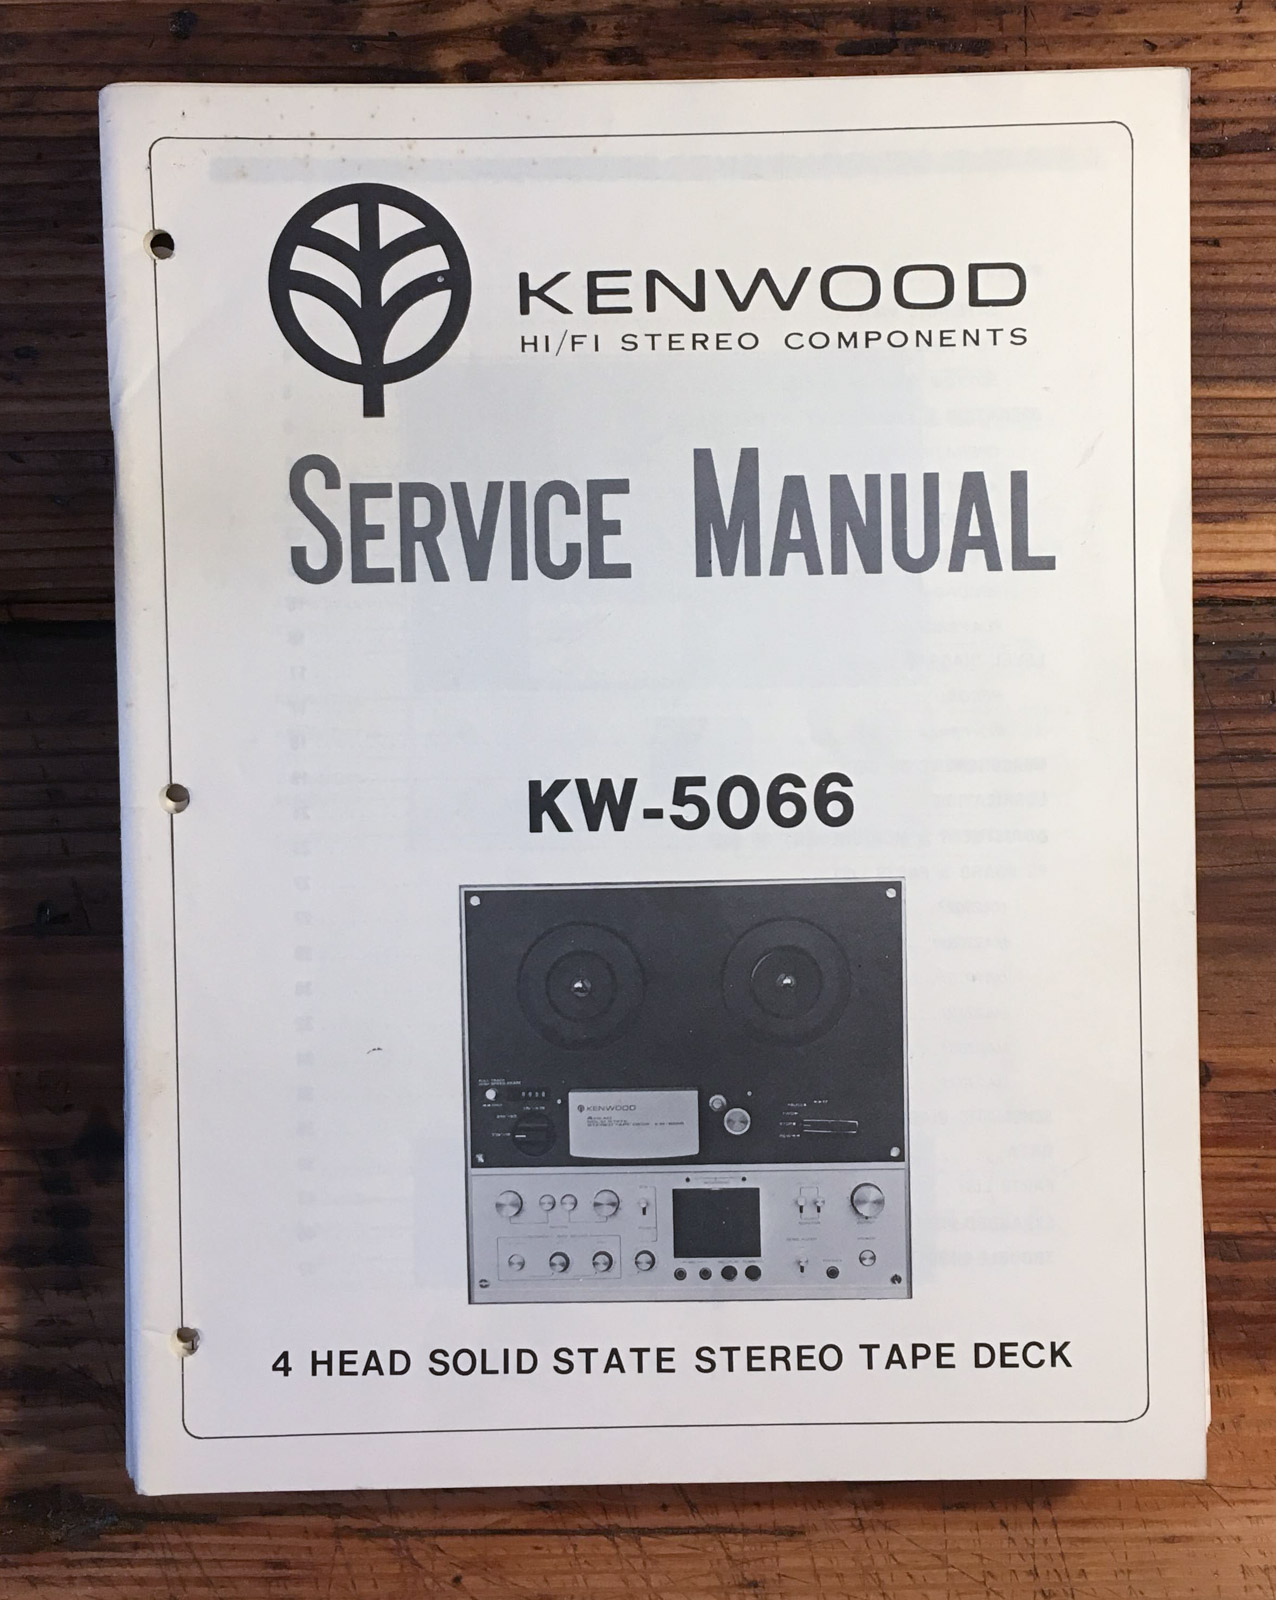 KENWOOD
HI/FI STEREO COMPONENTS
SERVICE MANUAL
KW-5066
KENWOOD
4 HEAD SOLID STATE STEREO TAPE DECK